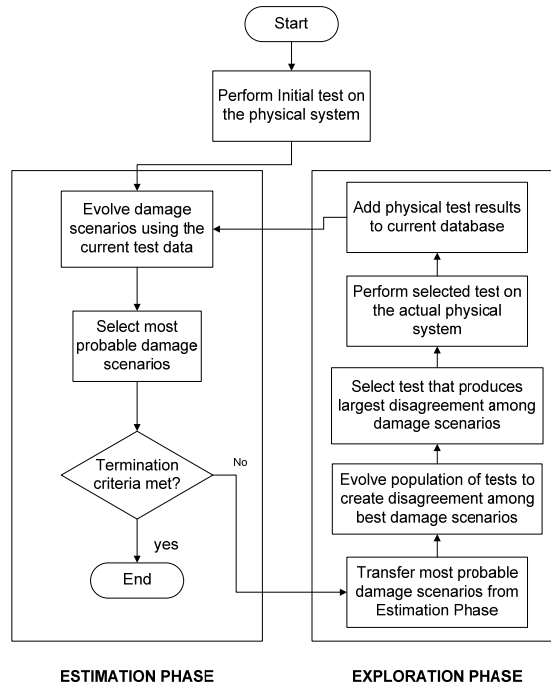 Start
Perform Initial test on
the physical system
Evolve damage
scenarios using the
current test data
Select most
probable damage
scenarios
Termination
criteria met?
No
yes
End
Add physical test results
to current database
Perform selected test on
the actual physical
system
Select test that produces
largest disagreement among
damage scenarios
Evolve population of tests to
create disagreement among
best damage scenarios
Transfer most probable
damage scenarios from
Estimation Phase
ESTIMATION PHASE
EXPLORATION PHASE